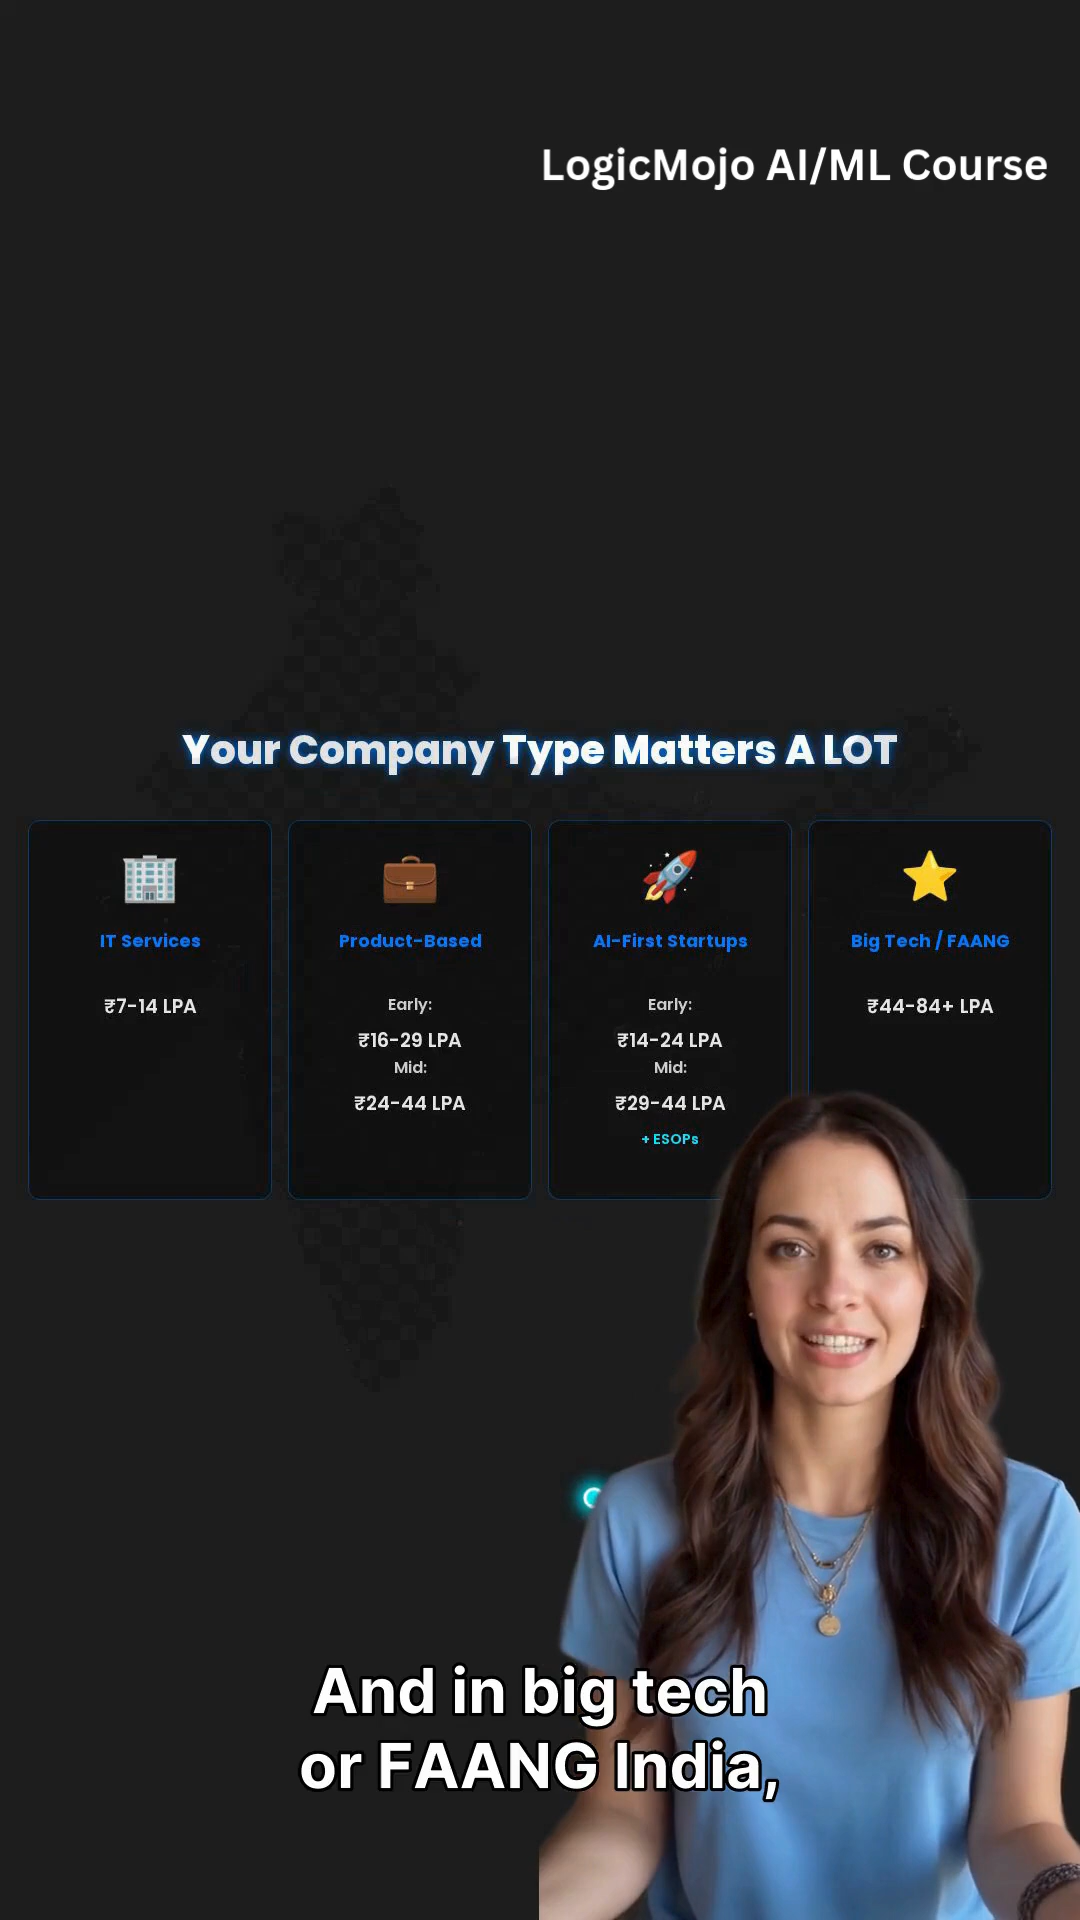 LogicMojo AI/ML Course
Your Company Type Matters A LOT
IT Services
₹7-14 LPA
Product-Based
Early:
₹16-29 LPA
Mid:
₹24-44 LPA
AI-First Startups
Early:
₹14-24 LPA
Mid:
₹29-44 LPA
+ ESOPs
Big Tech / FAANG
₹44-84+ LPA
And in big tech
or FAANG India,